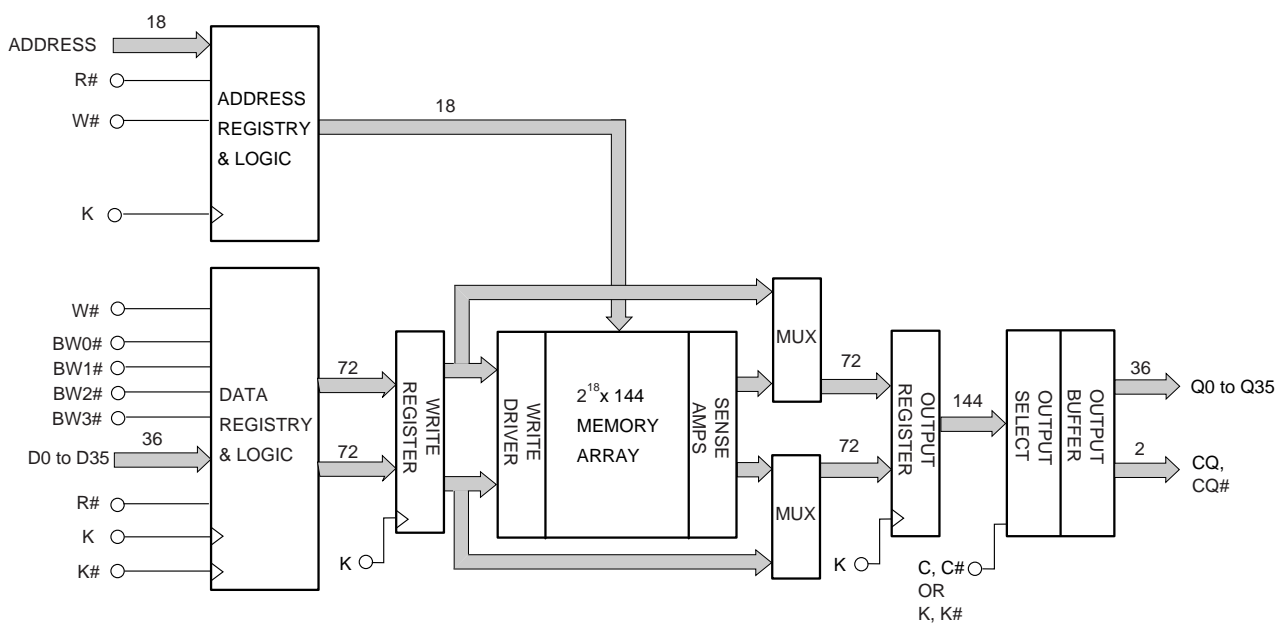 18
ADDRESS
R#
W#
K
ADDRESS
REGISTRY
& LOGIC
18
W#
BW0#
BW1#
BW2#
BW3#
36
D0 to D35
R#
K
K#
DATA
REGISTRY
& LOGIC
72
72
WRITE
REGISTER
K
WRITE
DRIVER
2^18 x 144
MEMORY
ARRAY
SENSE
AMPS
MUX
MUX
72
72
OUTPUT
REGISTER
K
144
OUTPUT
SELECT
OUTPUT
BUFFER
C, C#
OR
K, K#
36
Q0 to Q35
2
CQ,
CQ#